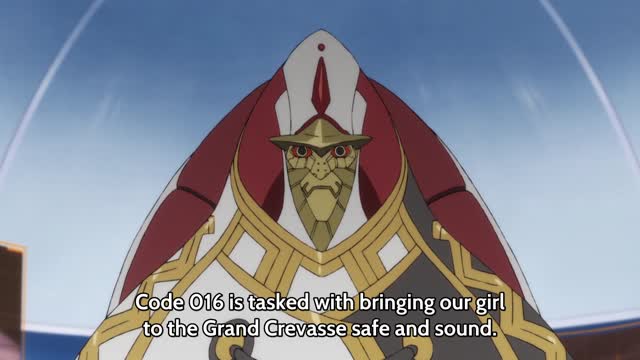 Code 016 is tasked with bringing our girl
to the Grand Crevasse safe and sound.